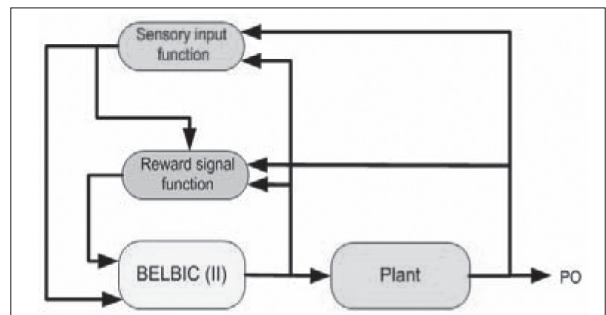 Sensory input
function
Reward signal
function
BELBIC (II)
Plant
PO